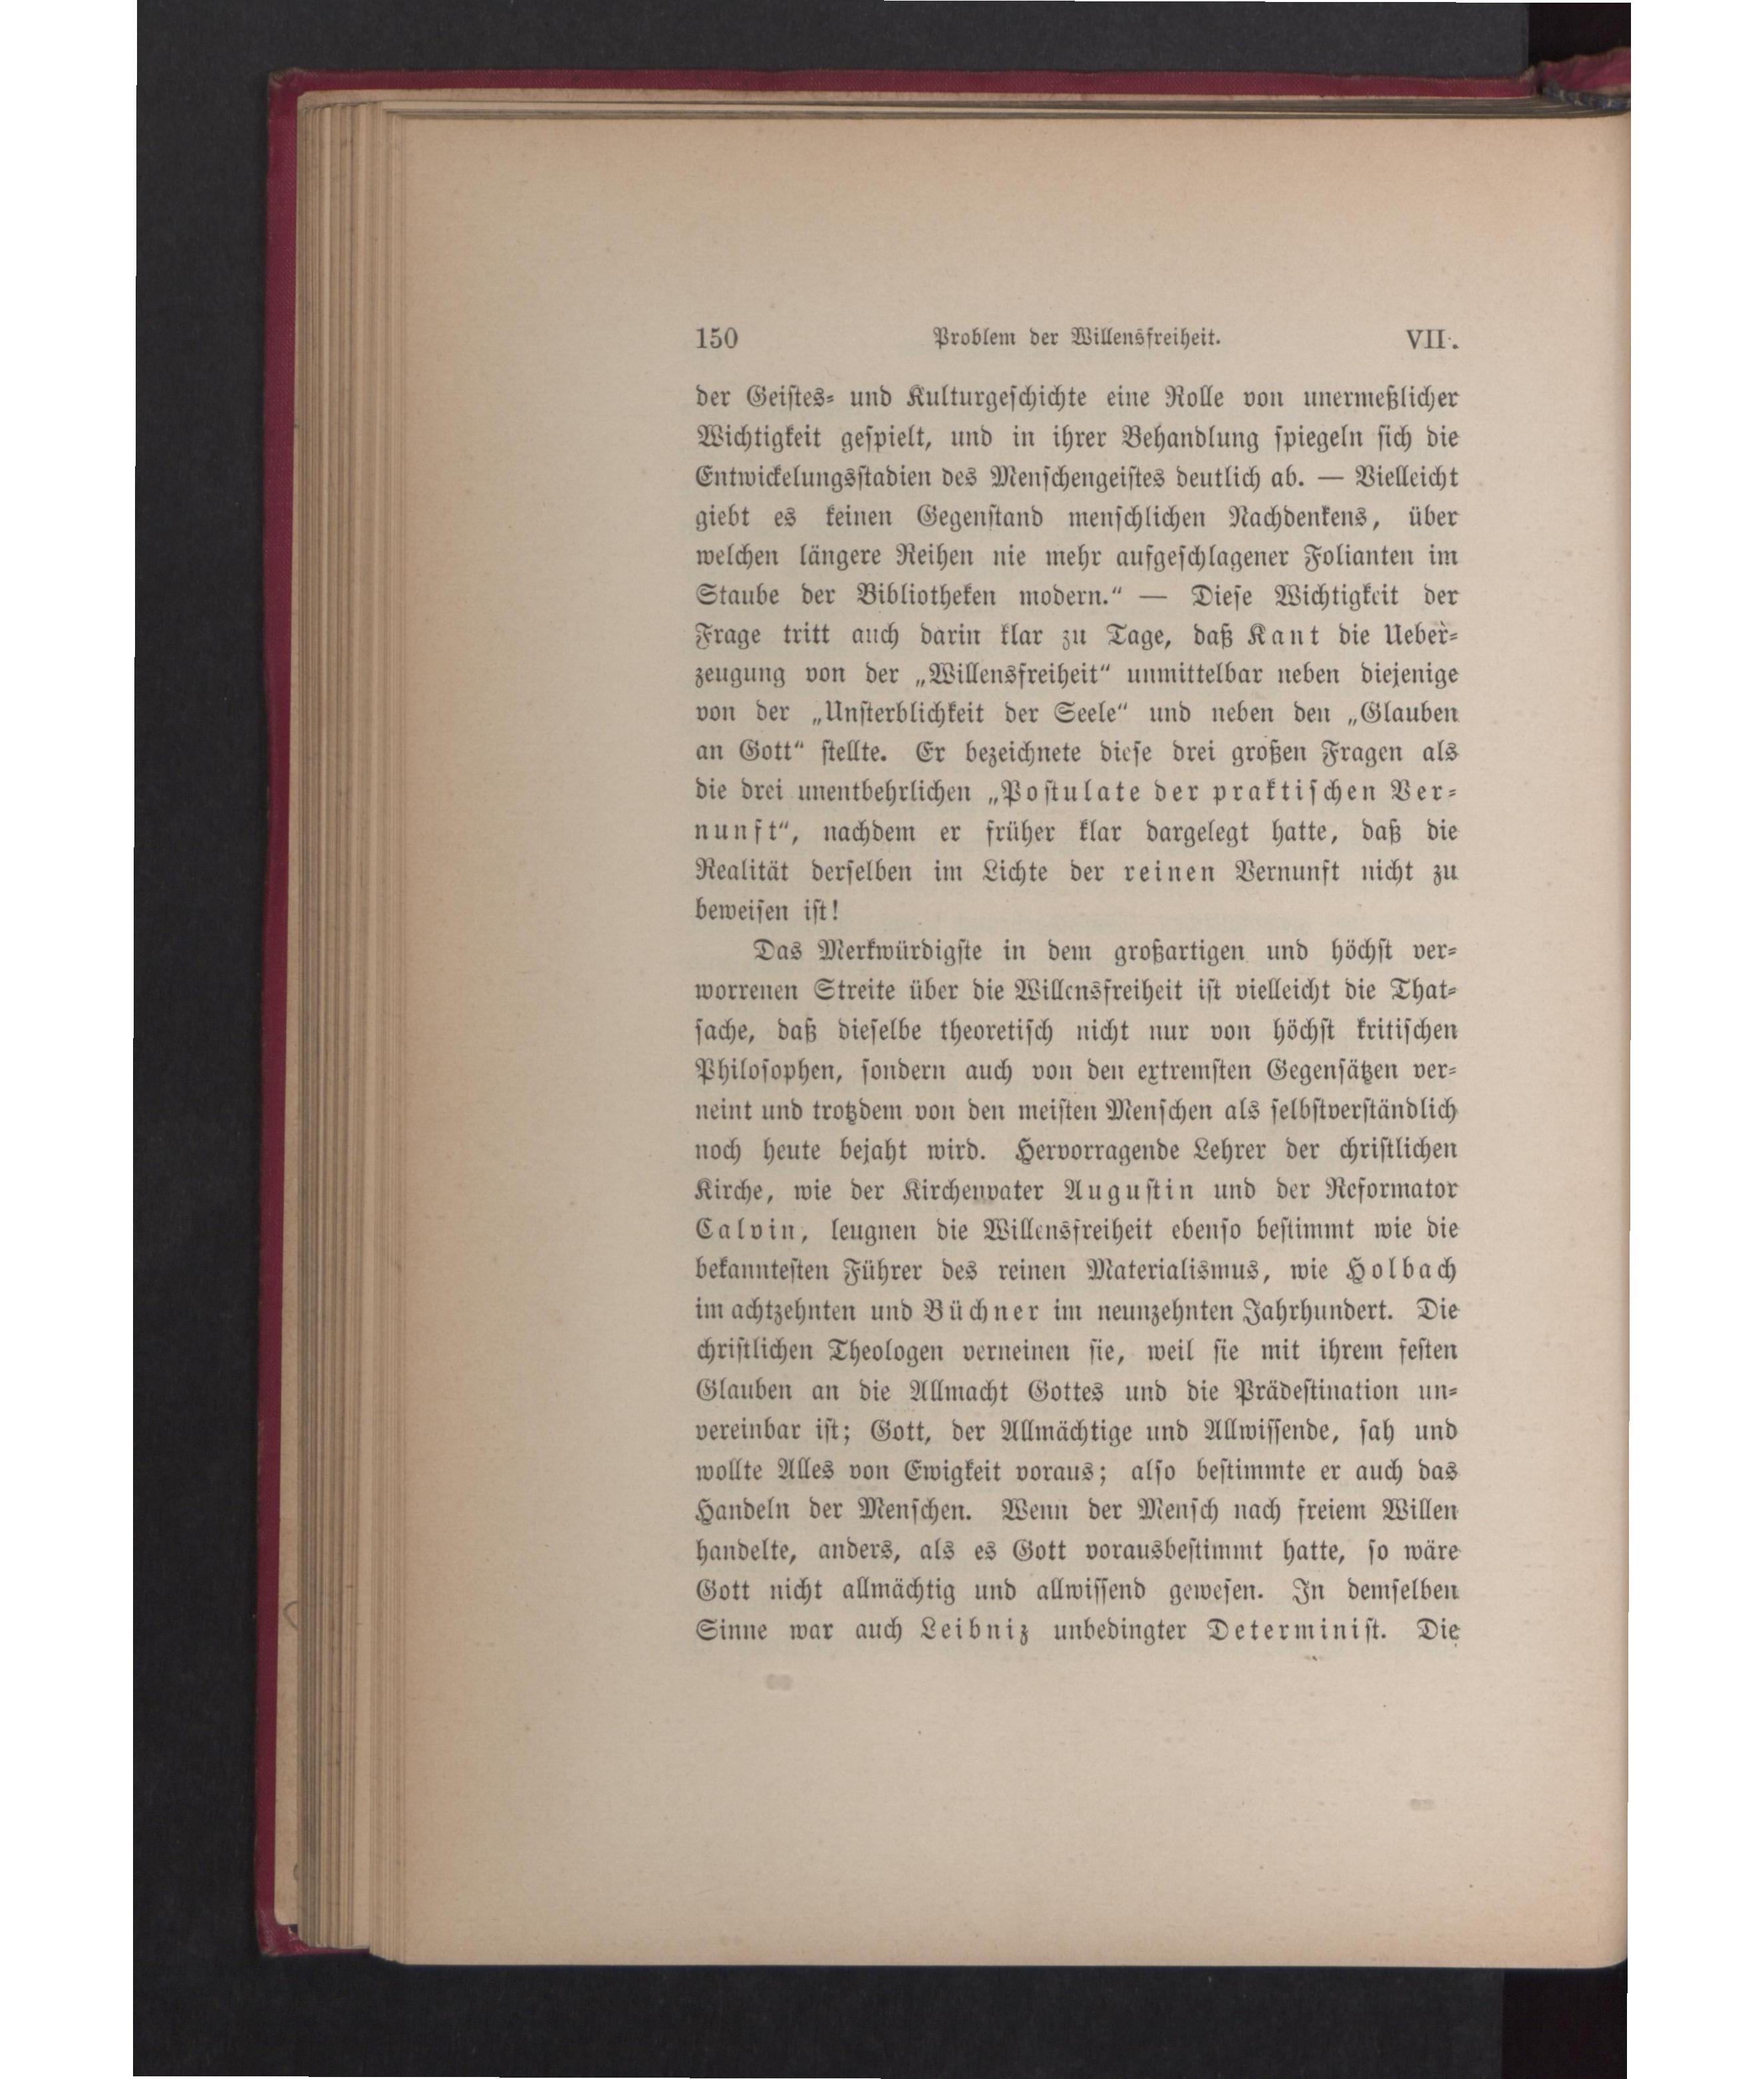 150 Problem der Willensfreiheit. VII.
der Geistes- und Kulturgeschichte eine Rolle von unermeßlicher
Wichtigkeit gespielt, und in ihrer Behandlung spiegeln sich die
Entwickelungsstadien des Menschengeistes deutlich ab. — Vielleicht
giebt es keinen Gegenstand menschlichen Nachdenkens, über
welchen längere Reihen nie mehr aufgeschlagener Folianten im
Staube der Bibliotheken modern.“ — Diese Wichtigkeit der
Frage tritt auch darin klar zu Tage, daß Kant die Ueber-
zeugung von der „Willensfreiheit“ unmittelbar neben diejenige
von der „Unsterblichkeit der Seele“ und neben den „Glauben
an Gott“ stellte. Er bezeichnete diese drei großen Fragen als
die drei unentbehrlichen „Postulate der praktischen Ver-
nunft“, nachdem er früher klar dargelegt hatte, daß die
Realität derselben im Lichte der reinen Vernunft nicht zu
beweisen ist!
Das Merkwürdigste in dem großartigen und höchst ver-
worrenen Streite über die Willensfreiheit ist vielleicht die That-
sache, daß dieselbe theoretisch nicht nur von höchst kritischen
Philosophen, sondern auch von den extremsten Gegensätzen ver-
neint und trotzdem von den meisten Menschen als selbstverständlich
noch heute bejaht wird. Hervorragende Lehrer der christlichen
Kirche, wie der Kirchenvater Augustin und der Reformator
Calvin, leugnen die Willensfreiheit ebenso bestimmt wie die
bekanntesten Führer des reinen Materialismus, wie Holbach
im achtzehnten und Büchner im neunzehnten Jahrhundert. Die
christlichen Theologen verneinen sie, weil sie mit ihrem festen
Glauben an die Allmacht Gottes und die Prädestination un-
vereinbar ist; Gott, der Allmächtige und Allwissende, sah und
wollte Alles von Ewigkeit voraus; also bestimmte er auch das
Handeln der Menschen. Wenn der Mensch nach freiem Willen
handelte, anders, als es Gott vorausbestimmt hatte, so wäre
Gott nicht allmächtig und allwissend gewesen. In demselben
Sinne war auch Leibniz unbedingter Determinist. Die